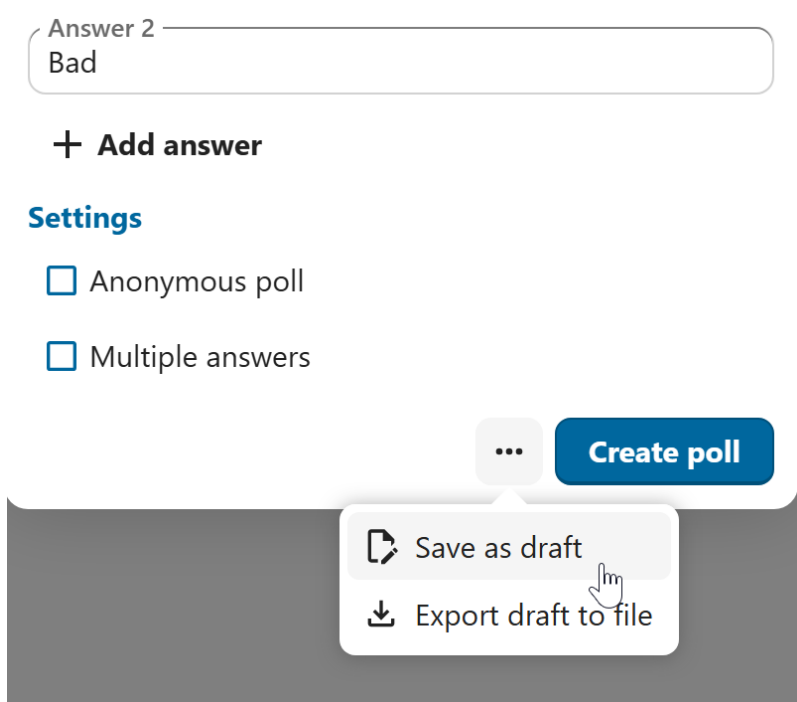 Answer 2
Bad
Add answer
Settings
Anonymous poll
Multiple answers
Create poll
Save as draft
Export draft to file